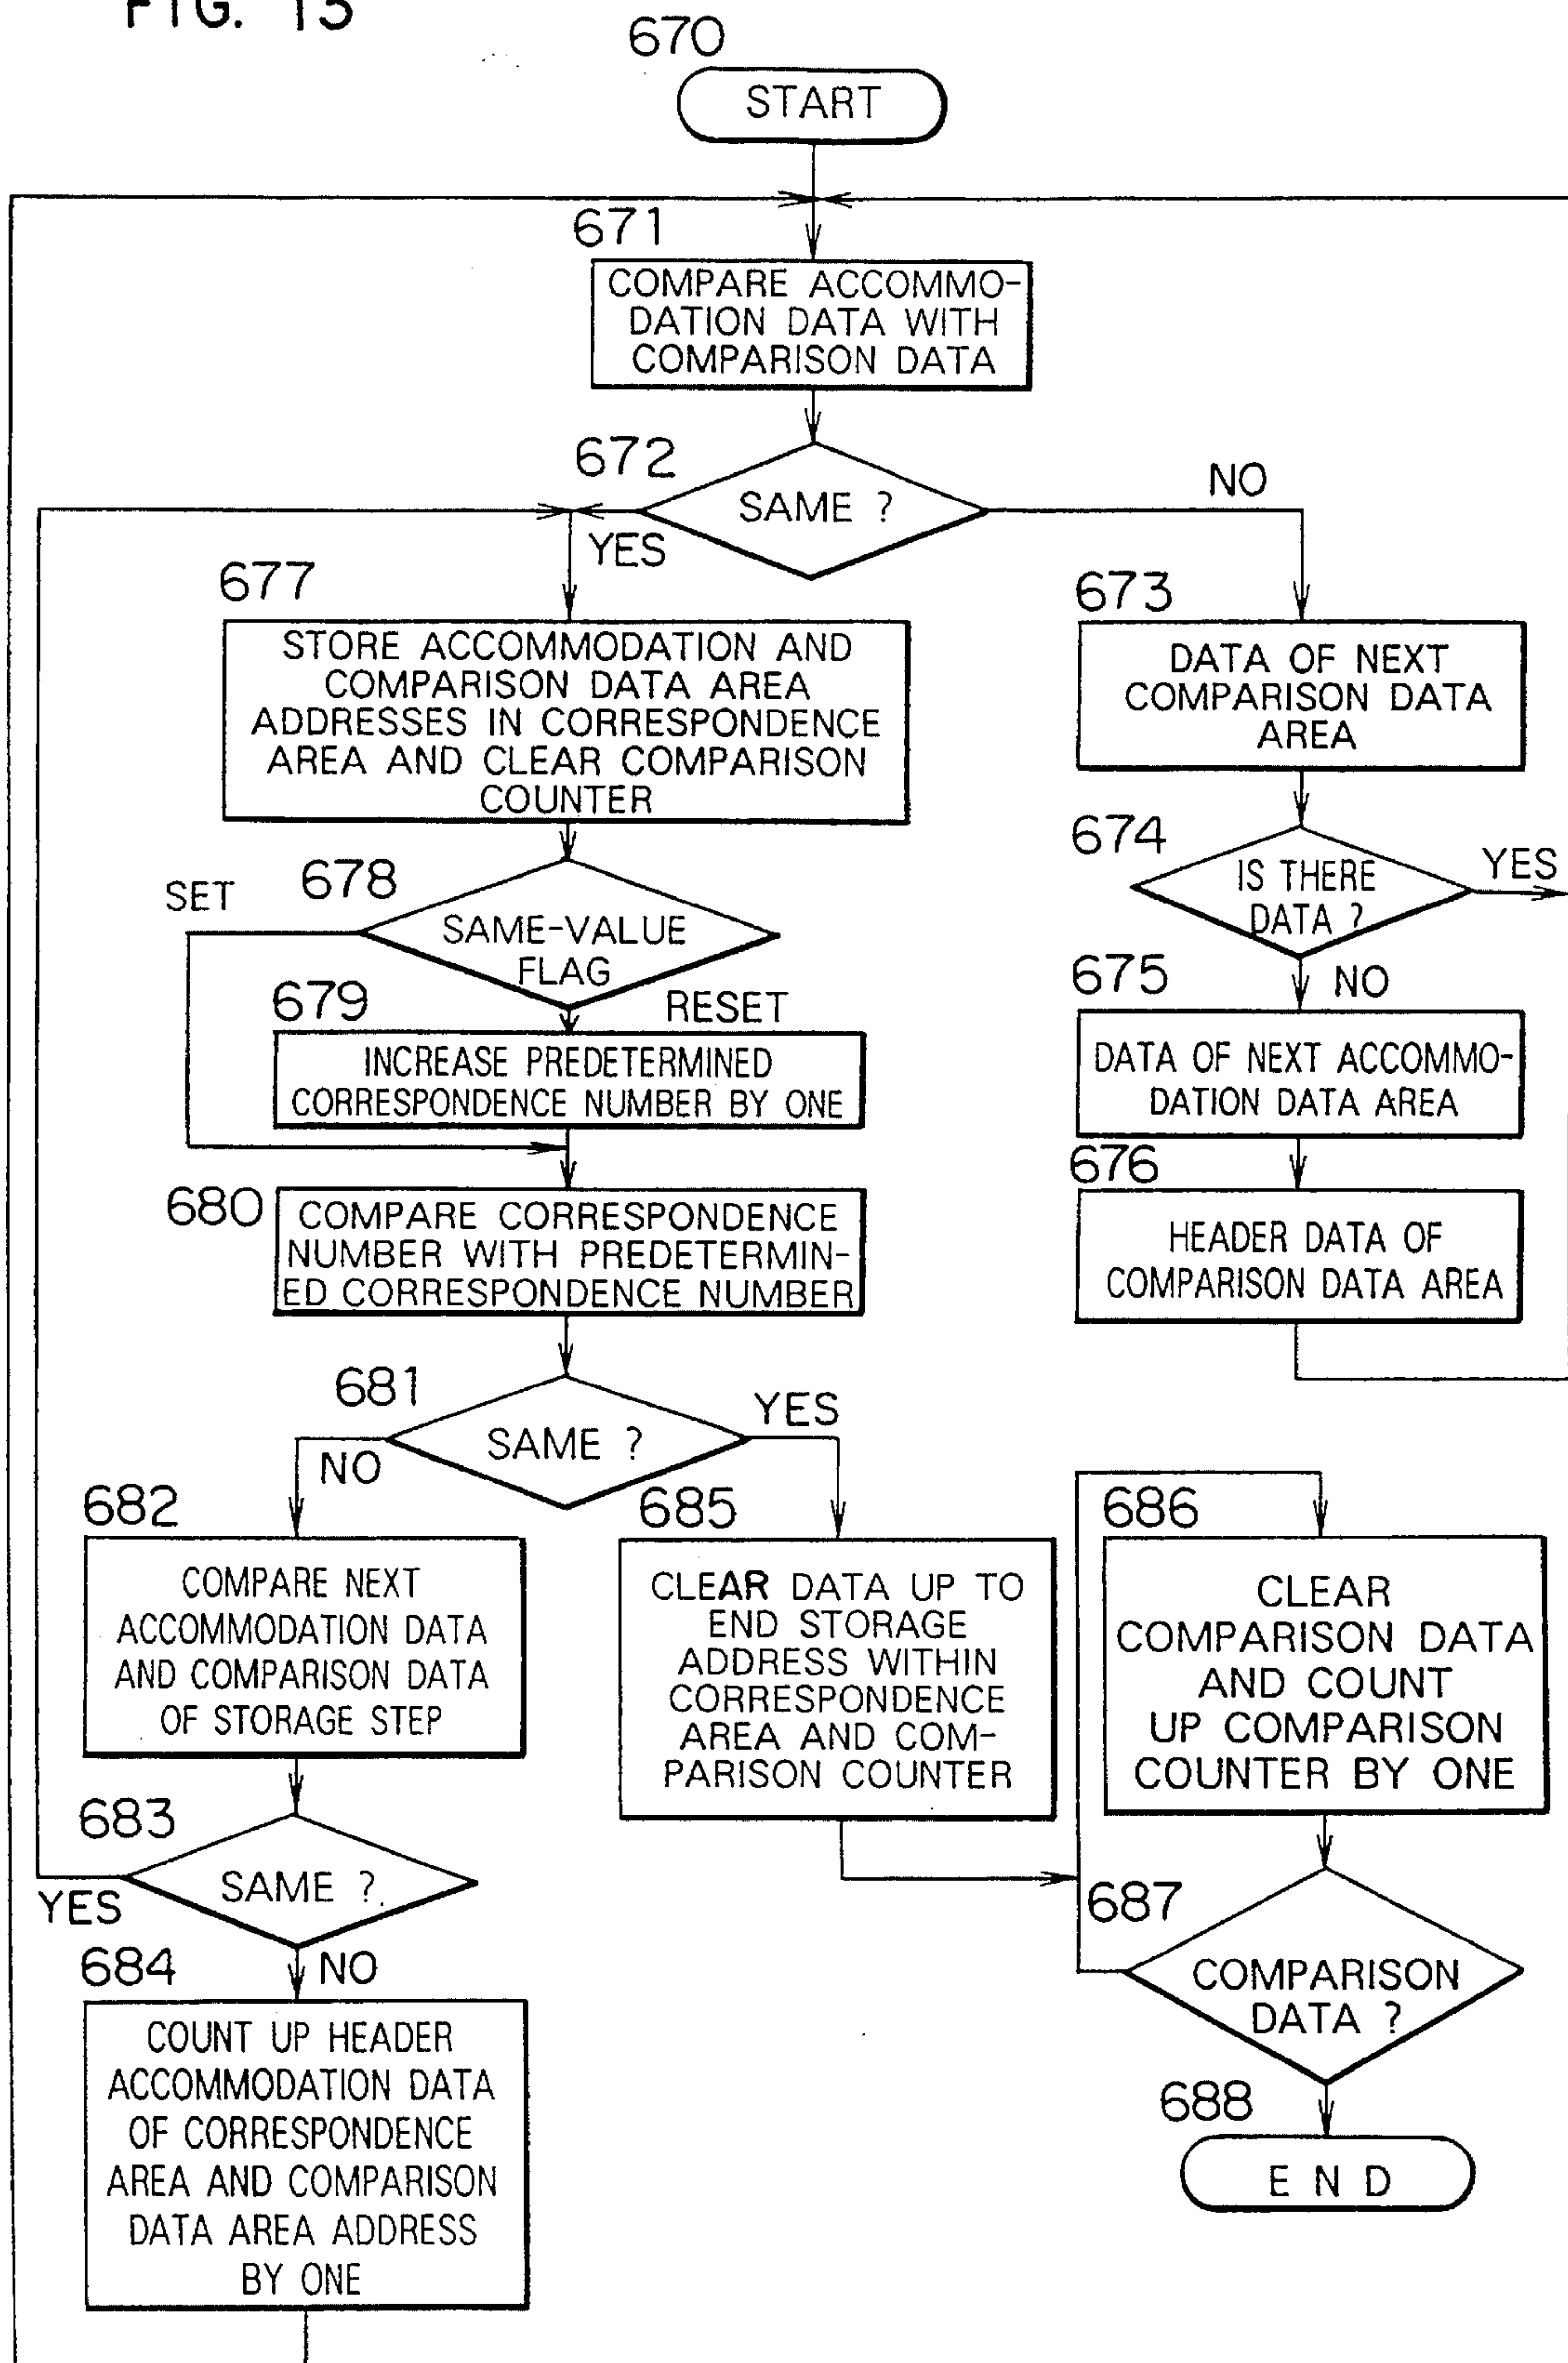 FIG. 13
670
START
671
COMPARE ACCOMMO-
DATION DATA WITH
COMPARISON DATA
672
SAME ?
NO
YES
677
STORE ACCOMMODATION AND
COMPARISON DATA AREA
ADDRESSES IN CORRESPONDENCE
AREA AND CLEAR COMPARISON
COUNTER
673
DATA OF NEXT
COMPARISON DATA
AREA
674
IS THERE
DATA ?
YES
NO
678
SET
SAME-VALUE
FLAG
RESET
679
INCREASE PREDETERMINED
CORRESPONDENCE NUMBER BY ONE
675
DATA OF NEXT ACCOMMO-
DATION DATA AREA
676
HEADER DATA OF
COMPARISON DATA AREA
680
COMPARE CORRESPONDENCE
NUMBER WITH PREDETERMIN-
ED CORRESPONDENCE NUMBER
681
SAME ?
YES
NO
682
COMPARE NEXT
ACCOMMODATION DATA
AND COMPARISON DATA
OF STORAGE STEP
685
CLEAR DATA UP TO
END STORAGE
ADDRESS WITHIN
CORRESPONDENCE
AREA AND COM-
PARISON COUNTER
686
CLEAR
COMPARISON DATA
AND COUNT
UP COMPARISON
COUNTER BY ONE
683
SAME ?
YES
NO
687
COMPARISON
DATA ?
684
COUNT UP HEADER
ACCOMMODATION DATA
OF CORRESPONDENCE
AREA AND COMPARISON
DATA AREA ADDRESS
BY ONE
688
END